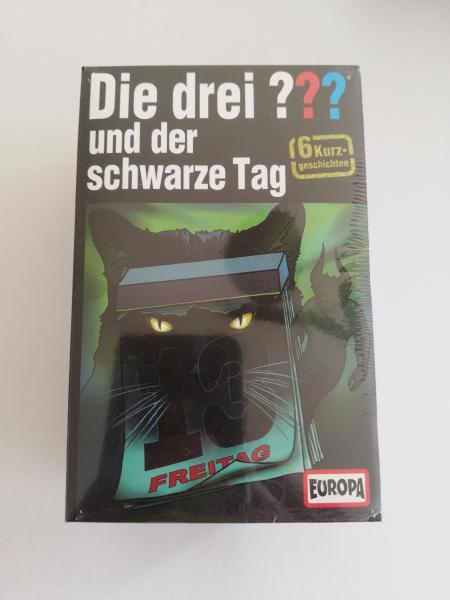 Die drei ???
und der
schwarze Tag
6 Kurz-
geschichten
13
FREITAG
EUROPA